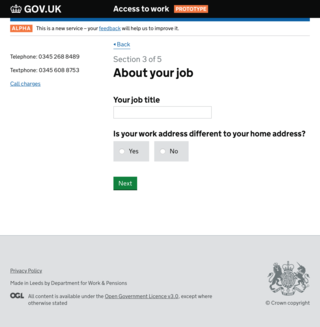 GOV.UK
Access to work PROTOTYPE
ALPHA This is a new service – your feedback will help us to improve it.
Back
Telephone: 0345 268 8489
Textphone: 0345 608 8753
Call charges
Section 3 of 5
About your job
Your job title
Is your work address different to your home address?
Yes No
Next
Privacy Policy
Made in Leeds by Department for Work & Pensions
OGL All content is available under the Open Government Licence v3.0, except where
otherwise stated
© Crown copyright